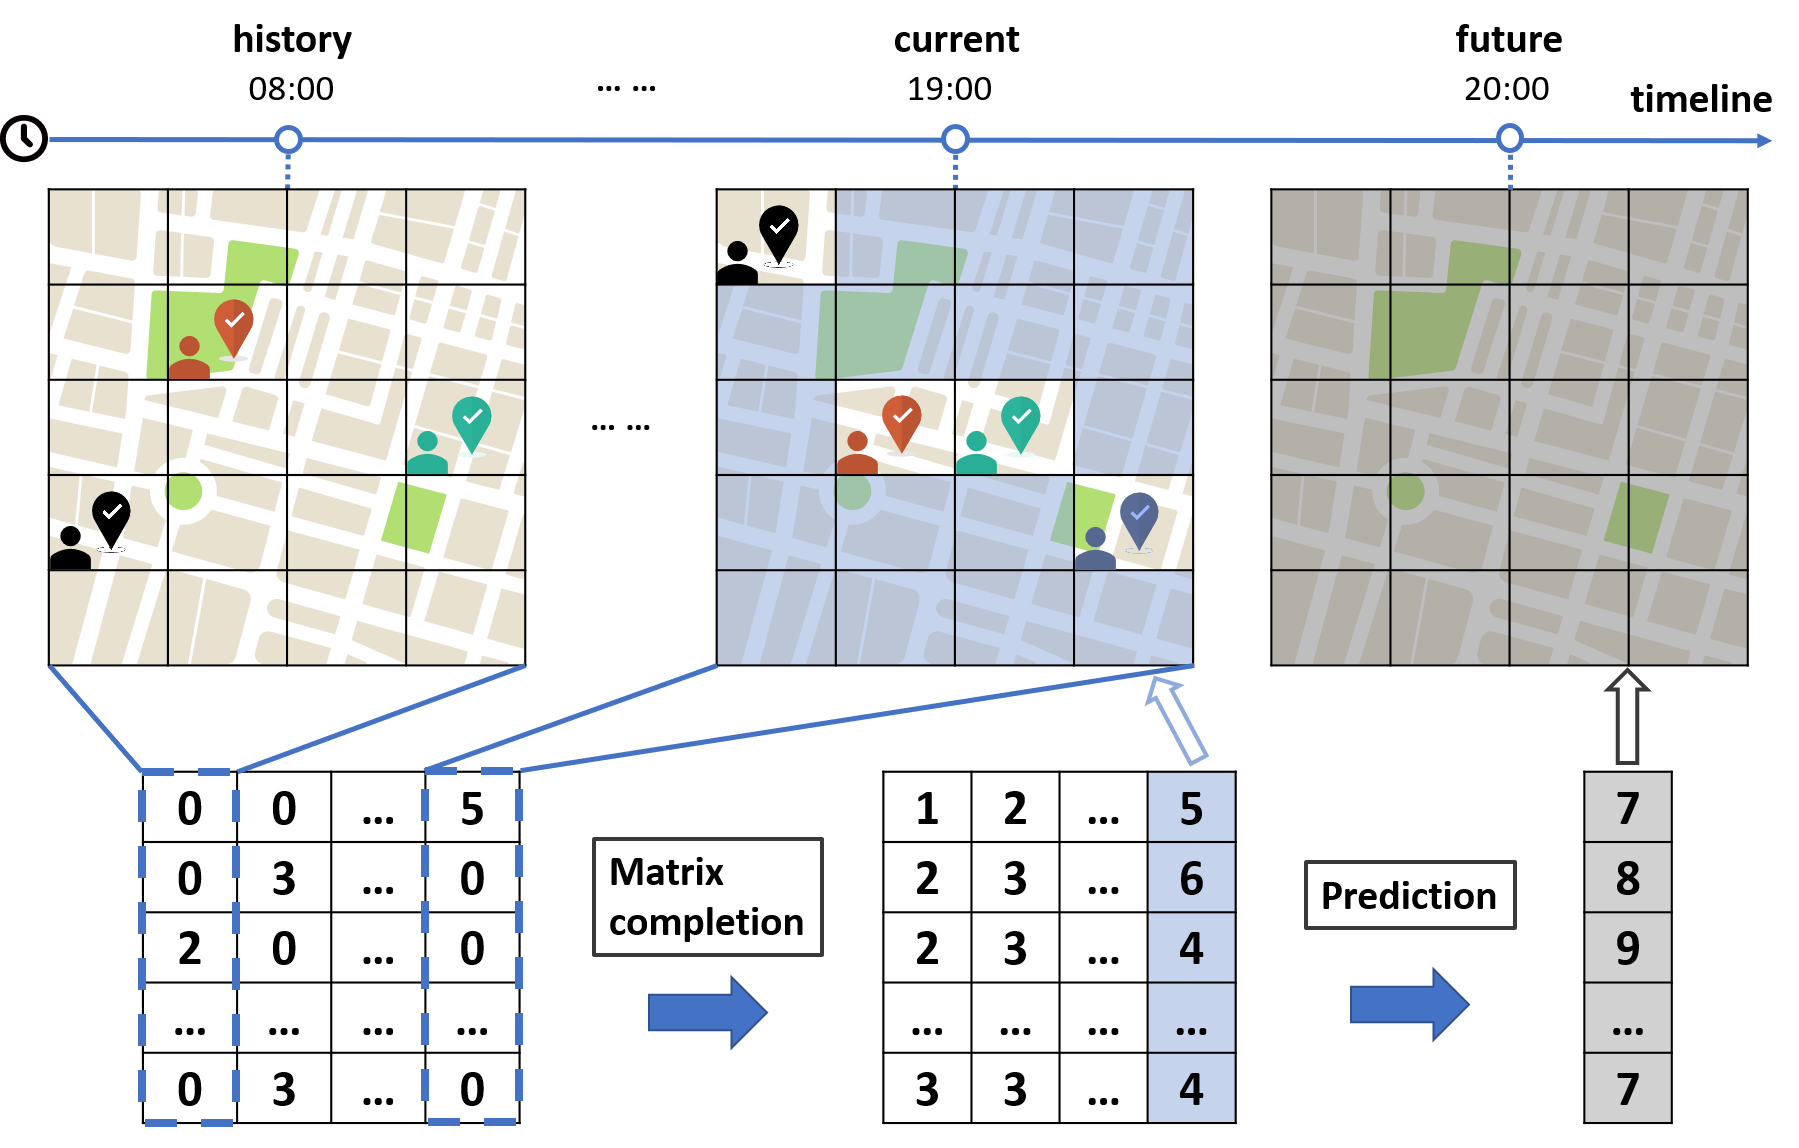 history current future
08:00 ... ... 19:00 20:00
timeline
... ...
0 0 ... 5
0 3 ... 0
2 0 ... 0
... ... ... ...
0 3 ... 0
Matrix
completion
1 2 ... 5
2 3 ... 6
2 3 ... 4
... ... ... ...
3 3 ... 4
Prediction
7
8
9
...
7